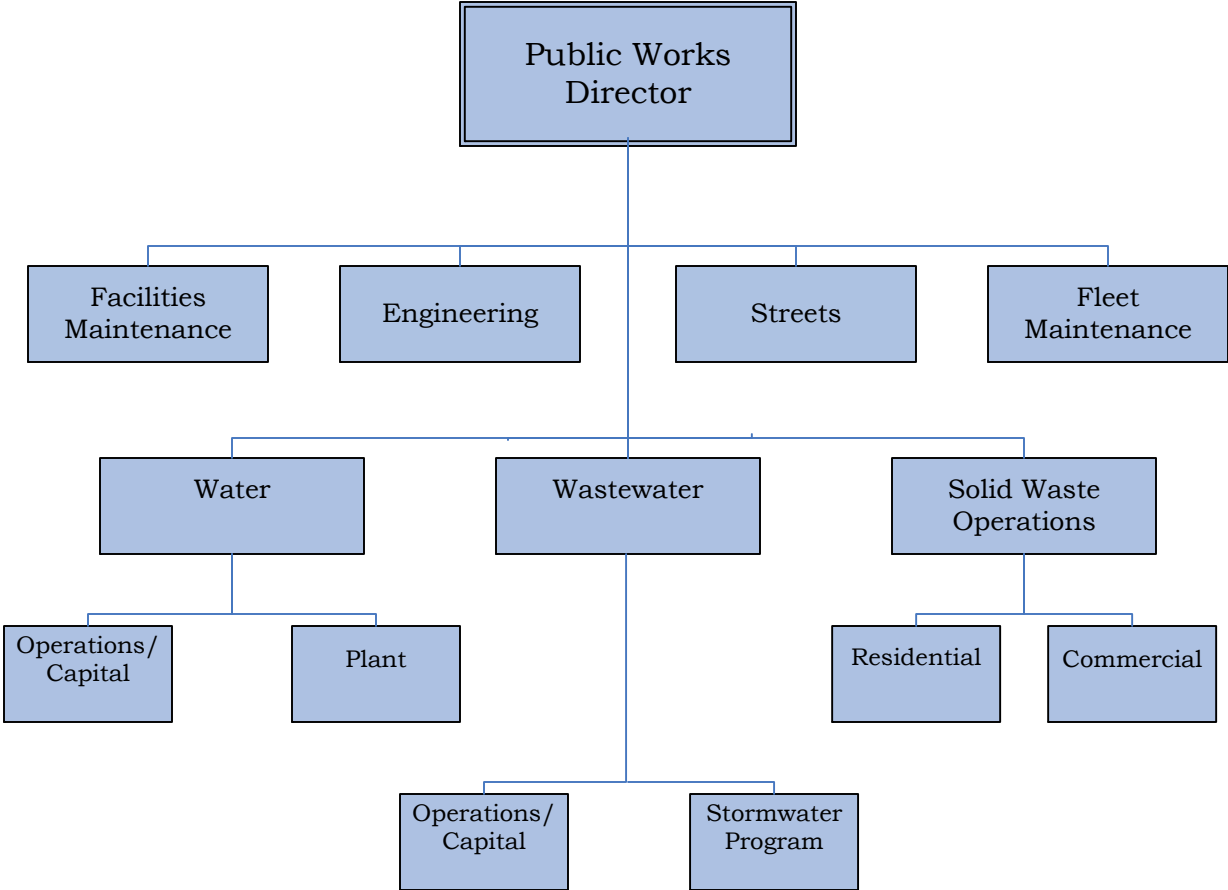 Public Works
Director
Facilities
Maintenance
Engineering
Streets
Fleet
Maintenance
Water
Wastewater
Solid Waste
Operations
Operations/
Capital
Plant
Residential
Commercial
Operations/
Capital
Stormwater
Program